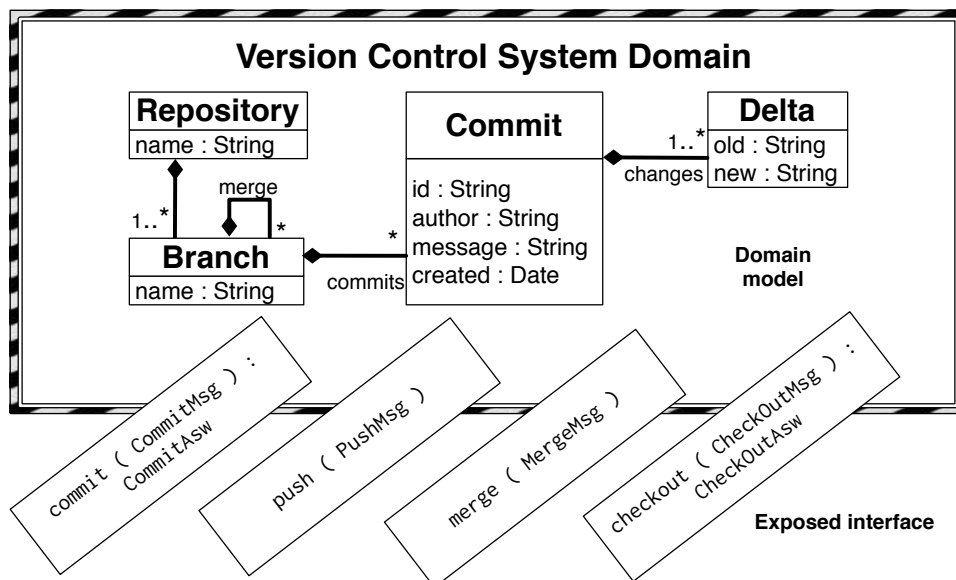 Version Control System Domain
Repository
name : String
merge
1..*
*
Branch
name : String
*
commits
Commit
id : String
author : String
message : String
created : Date
1..*
changes
Delta
old : String
new : String
Domain
model
commit ( CommitMsg ) :
CommitAsw
push ( PushMsg )
merge ( MergeMsg )
checkout ( CheckOutMsg ) :
CheckOutAsw
Exposed interface